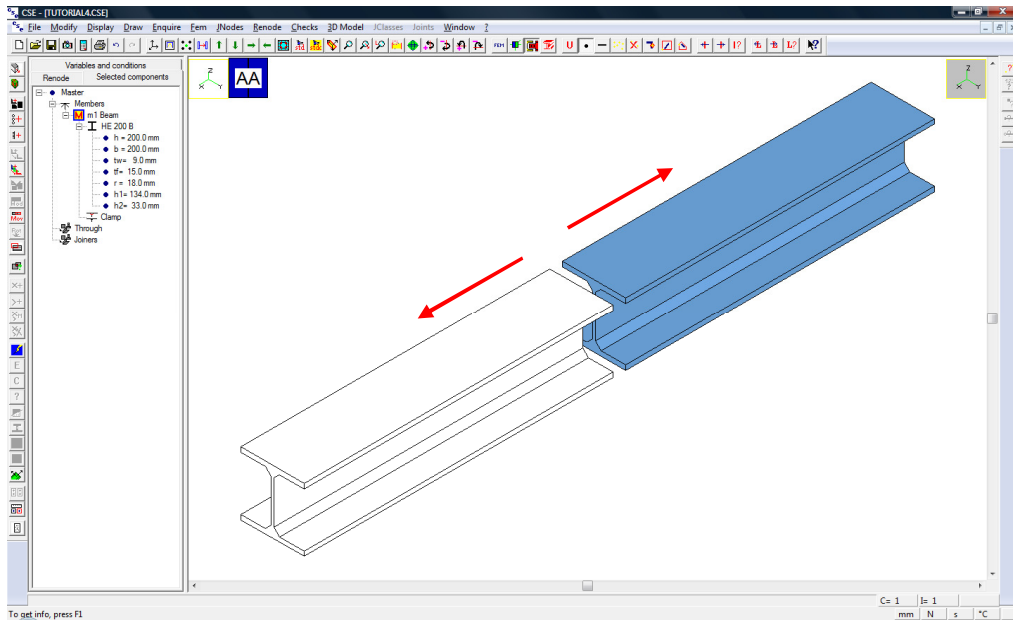 CSE - [TUTORIAL4.CSE]
File Modify Display Draw Enquire Fem JNodes Renode Checks 3D Model JClasses Joints Window ?
Variables and conditions
Renode Selected components
Master
Members
M m1 Beam
HE 200 B
h = 200.0 mm
b = 200.0 mm
tw= 9.0 mm
tf= 15.0 mm
r = 18.0 mm
h1= 134.0 mm
h2= 33.0 mm
Clamp
Through
Joiners
Z X Y
AA
Z X Y
C= 1 I= 1
To get info, press F1
mm N s °C